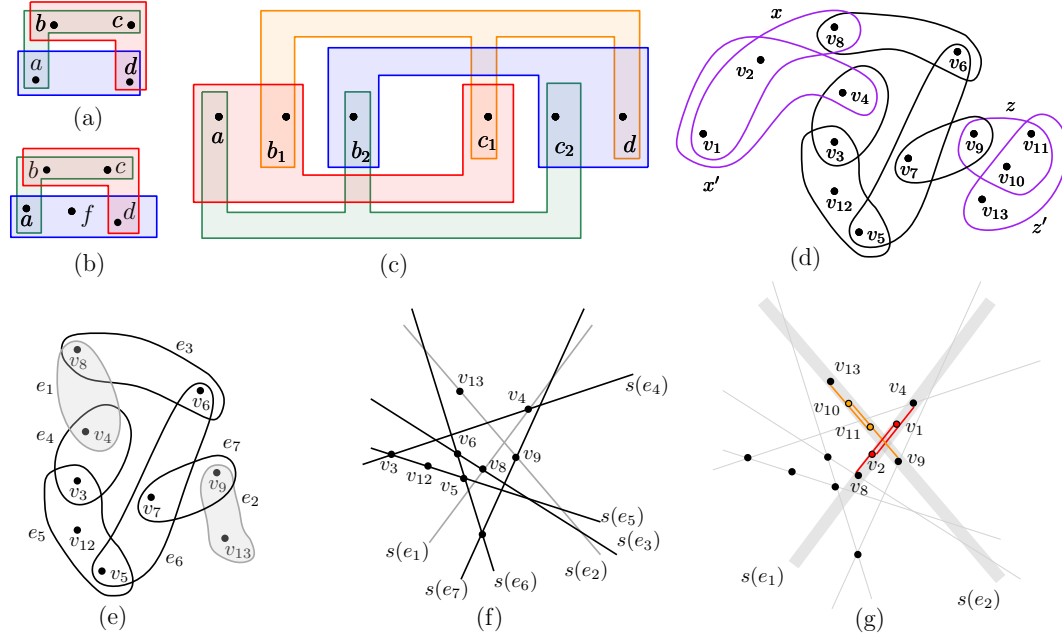 b c
a d
(a)
b c
a f d
(b)
a b₁ b₂ c₁ c₂ d
(c)
x
v₈
v₆
v₂
v₄
z
v₁
v₃
v₉
v₁₁
v₇
v₁₀
x′
v₁₂
v₁₃
z′
v₅
(d)
e₃
v₈
e₁
v₆
v₄
e₄
e₇
v₃
v₉
v₇
e₂
e₅
v₁₂
v₁₃
e₆
v₅
(e)
v₁₃
v₄
s(e₄)
v₆
v₃
v₈
v₉
v₁₂
v₅
s(e₅)
s(e₃)
s(e₁)
s(e₂)
s(e₇)
s(e₆)
(f)
v₁₃
v₄
v₁₀
v₁
v₁₁
v₂
v₉
v₈
s(e₁)
s(e₂)
(g)